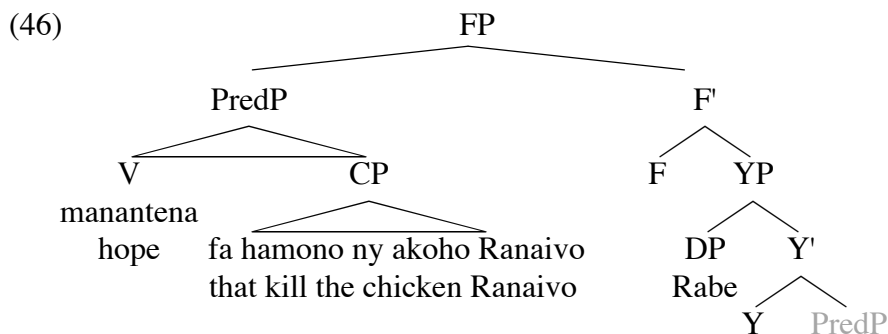 (46) FP
PredP F'
V CP F YP
manantena
hope fa hamono ny akoho Ranaivo DP Y'
that kill the chicken Ranaivo Rabe
Y PredP